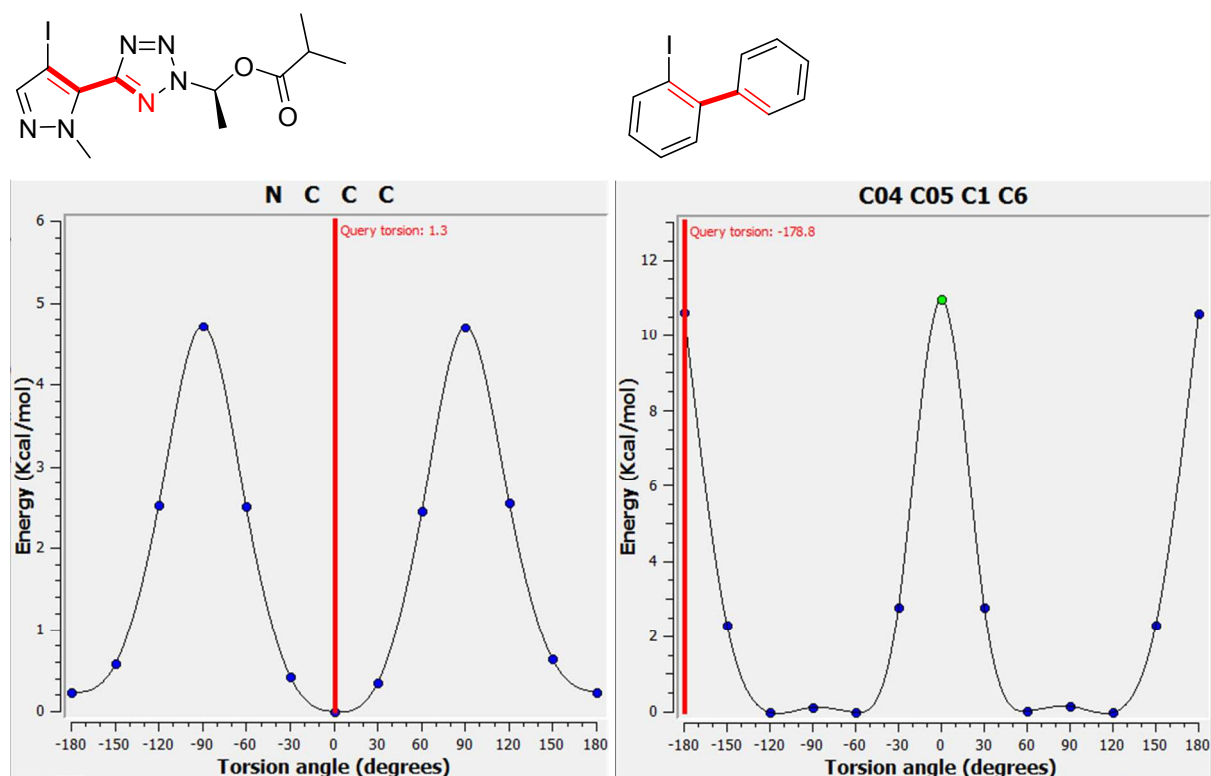 I
N=N
N
N
N
O
O
N
N
I
N C C C
Query torsion: 1.3
Energy (Kcal/mol)
6
5
4
3
2
1
0
-180 -150 -120 -90 -60 -30 0 30 60 90 120 150 180
Torsion angle (degrees)
C04 C05 C1 C6
Query torsion: -178.8
Energy (Kcal/mol)
12
10
8
6
4
2
0
-180 -150 -120 -90 -60 -30 0 30 60 90 120 150 180
Torsion angle (degrees)